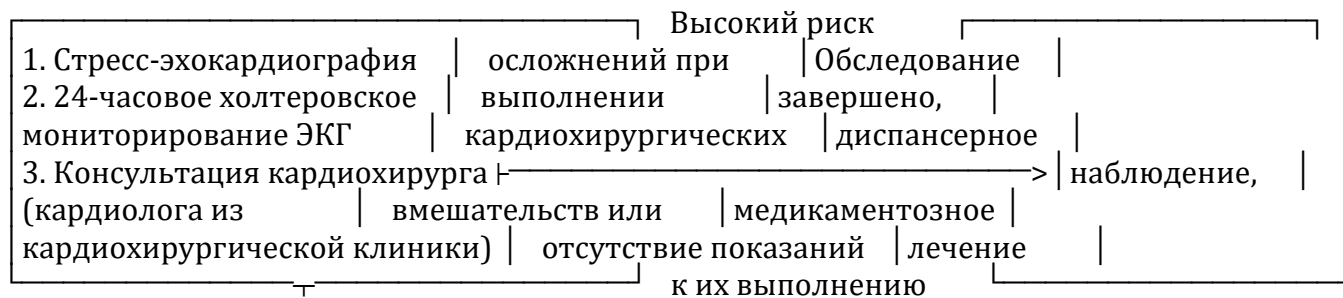 Высокий риск
1. Стресс-эхокардиография │ осложнений при │Обследование │
2. 24-часовое холтеровское │ выполнении │завершено, │
мониторирование ЭКГ │ кардиохирургических │диспансерное │
3. Консультация кардиохирурга ├─────────────────────────>│наблюдение, │
(кардиолога из │ вмешательств или │медикаментозное │
кардиохирургической клиники) │ отсутствие показаний │лечение │
к их выполнению